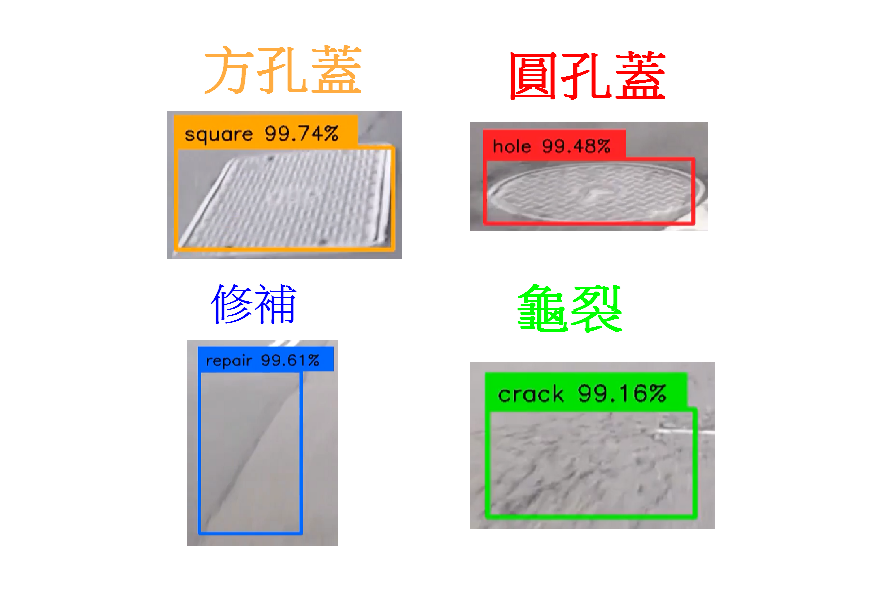 方孔蓋
圓孔蓋
square 99.74%
hole 99.48%
修補
龜裂
repair 99.61%
crack 99.16%